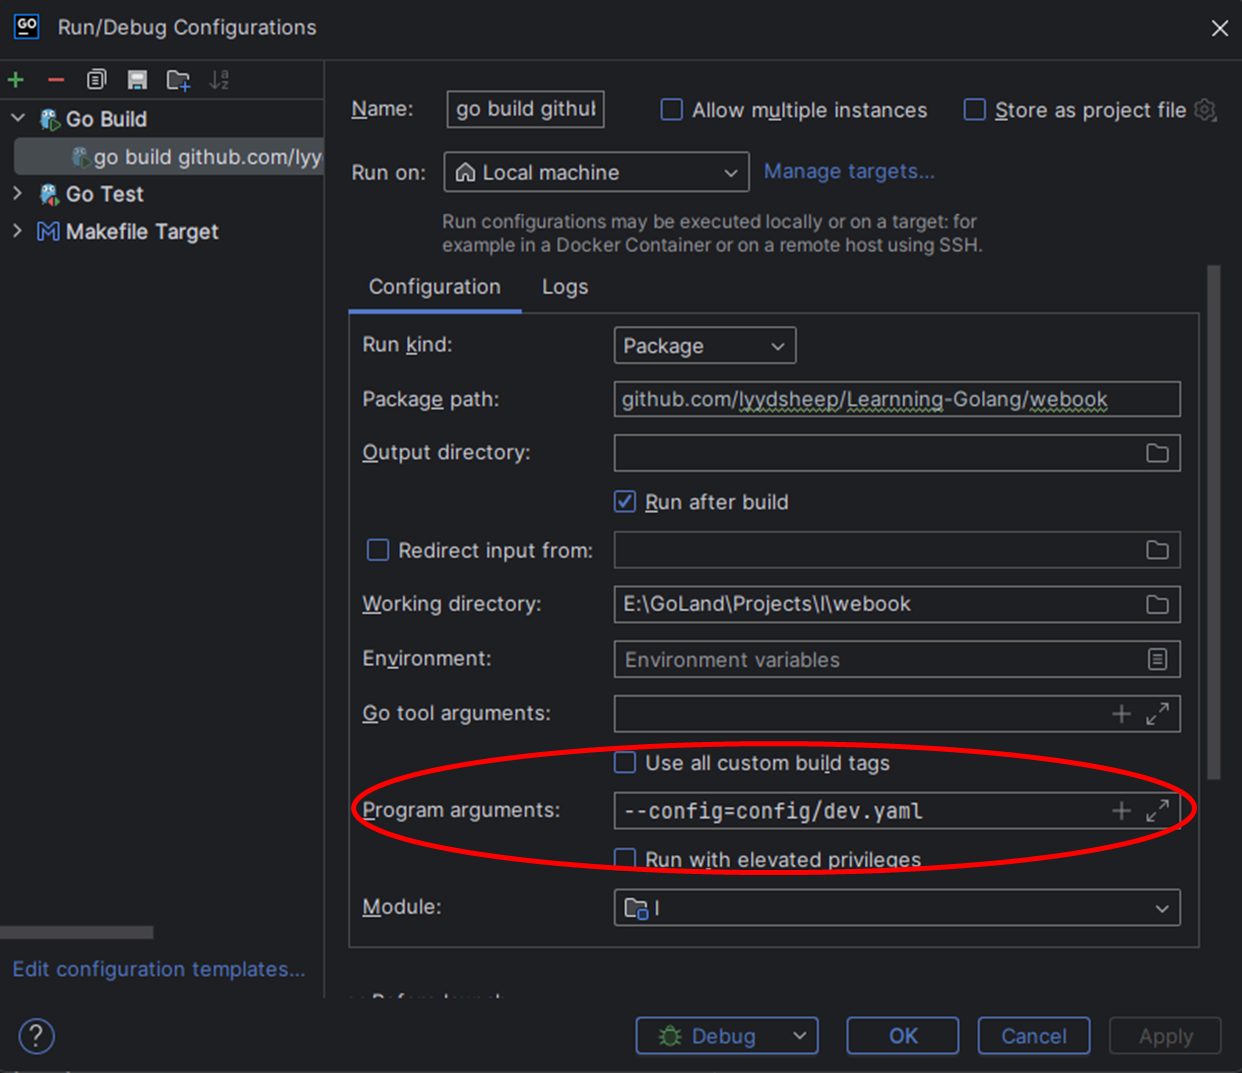 GO
Run/Debug Configurations
Go Build
go build github.com/lyy
Go Test
Makefile Target
Edit configuration templates...
Name:
go build githul
Allow multiple instances
Store as project file
Run on:
Local machine
Manage targets...
Run configurations may be executed locally or on a target: for
example in a Docker Container or on a remote host using SSH.
Configuration
Logs
Run kind:
Package
Package path:
github.com/lyydsheep/Learnning-Golang/webook
Output directory:
Run after build
Redirect input from:
Working directory:
E:\GoLand\Projects\l\webook
Environment:
Environment variables
Go tool arguments:
Use all custom build tags
Program arguments:
--config=config/dev.yaml
Run with elevated privileges
Module:
l
?
Debug
OK
Cancel
Apply